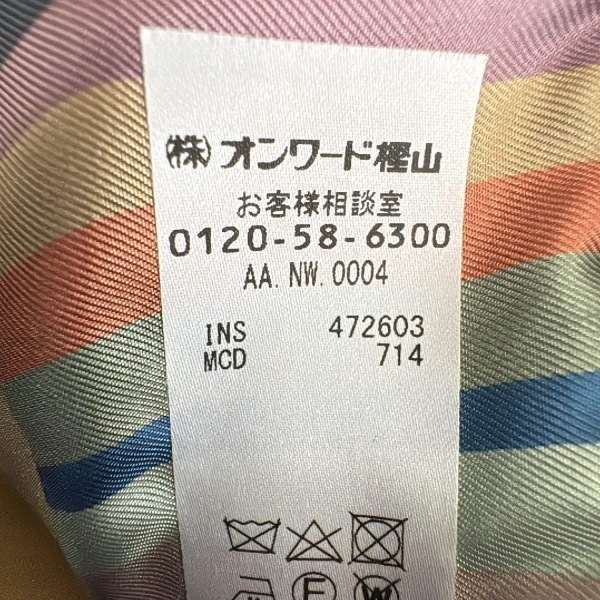 ㈱オンワード樫山
お客様相談室
0120-58-6300
AA. NW. 0004
INS 472603
MCD 714
F
W